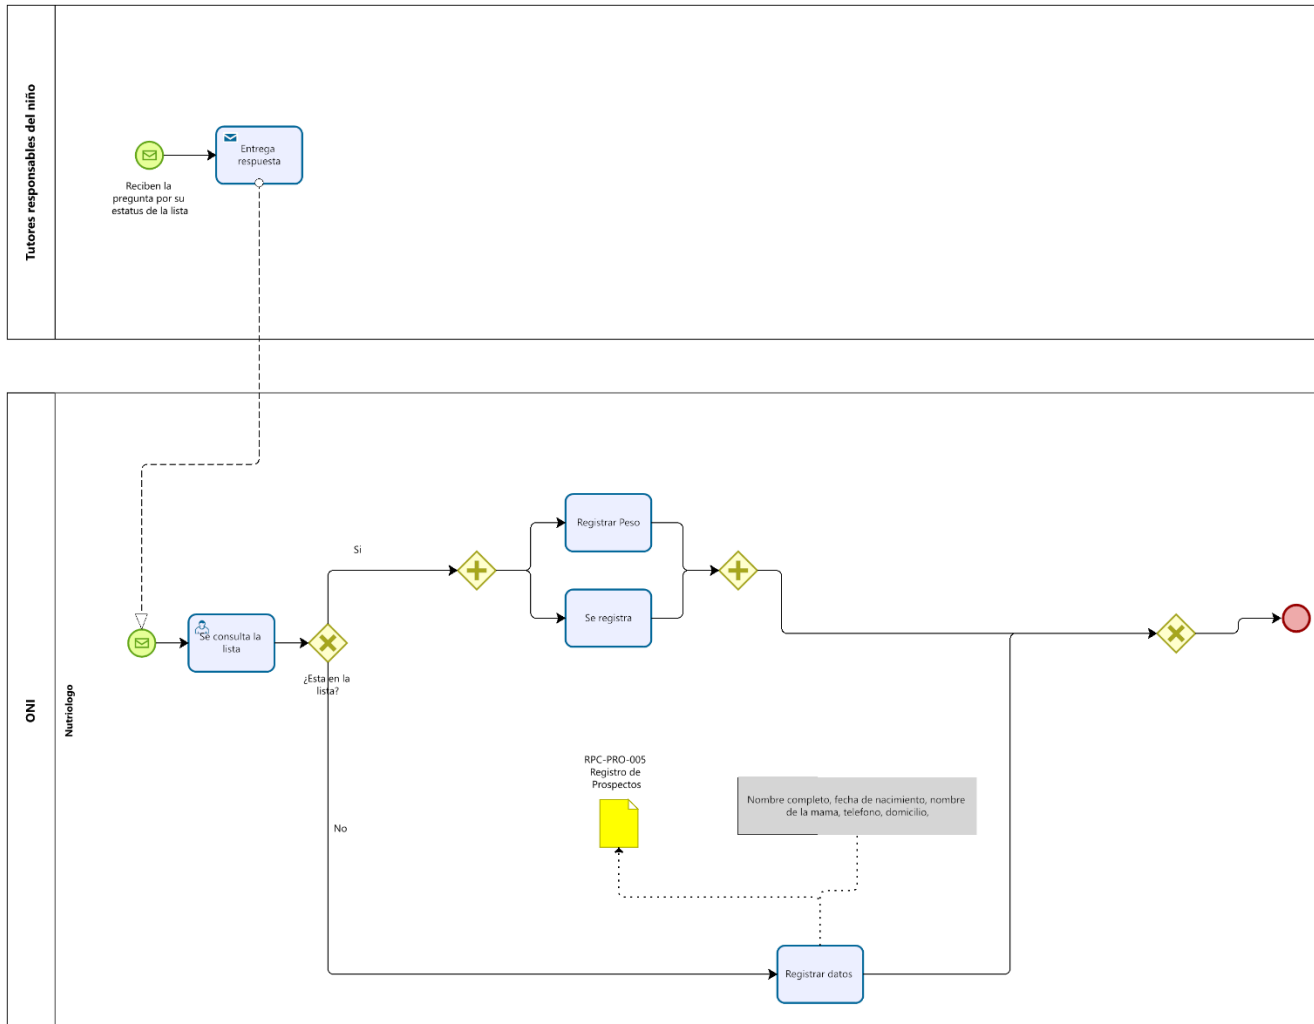 Tutores responsables del niño
Entrega
respuesta
Reciben la
pregunta por su
estatus de la lista
ONI
Nutriologo
Se consulta la
lista
¿Esta en la
lista?
Si
Registrar Peso
Se registra
No
RPC-PRO-005
Registro de
Prospectos
Nombre completo, fecha de nacimiento, nombre
de la mama, telefono, domicilio,
Registrar datos